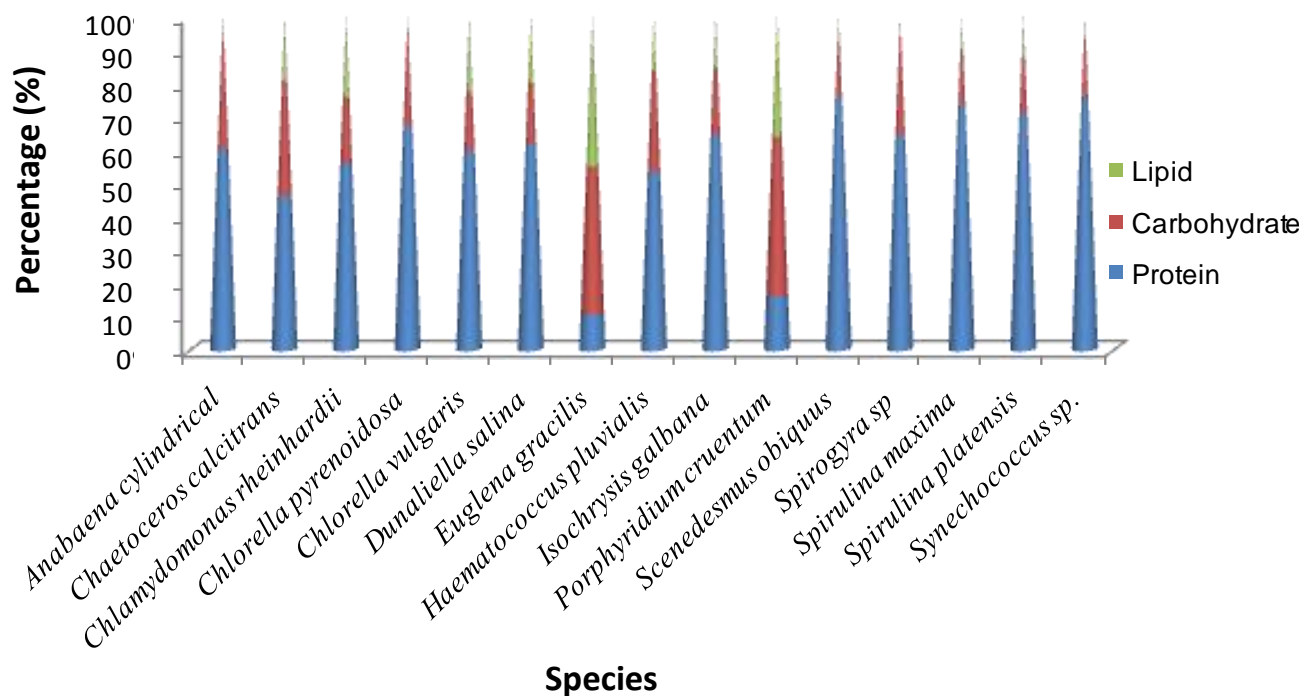 Percentage (%)
100'
90
80
70
60
50
40
30
20
10
0'
Lipid
Carbohydrate
Protein
Anabaena cylindrical
Chaetoceros calcitrans
Chlamydomonas rheinhardii
Chlorella pyrenoidosa
Chlorella vulgaris
Dunaliella salina
Euglena gracilis
Haematococcus pluvialis
Isochrysis galbana
Porphyridium cruentum
Scenedesmus obiquus
Spirogyra sp
Spirulina maxima
Spirulina platensis
Synechococcus sp.
Species